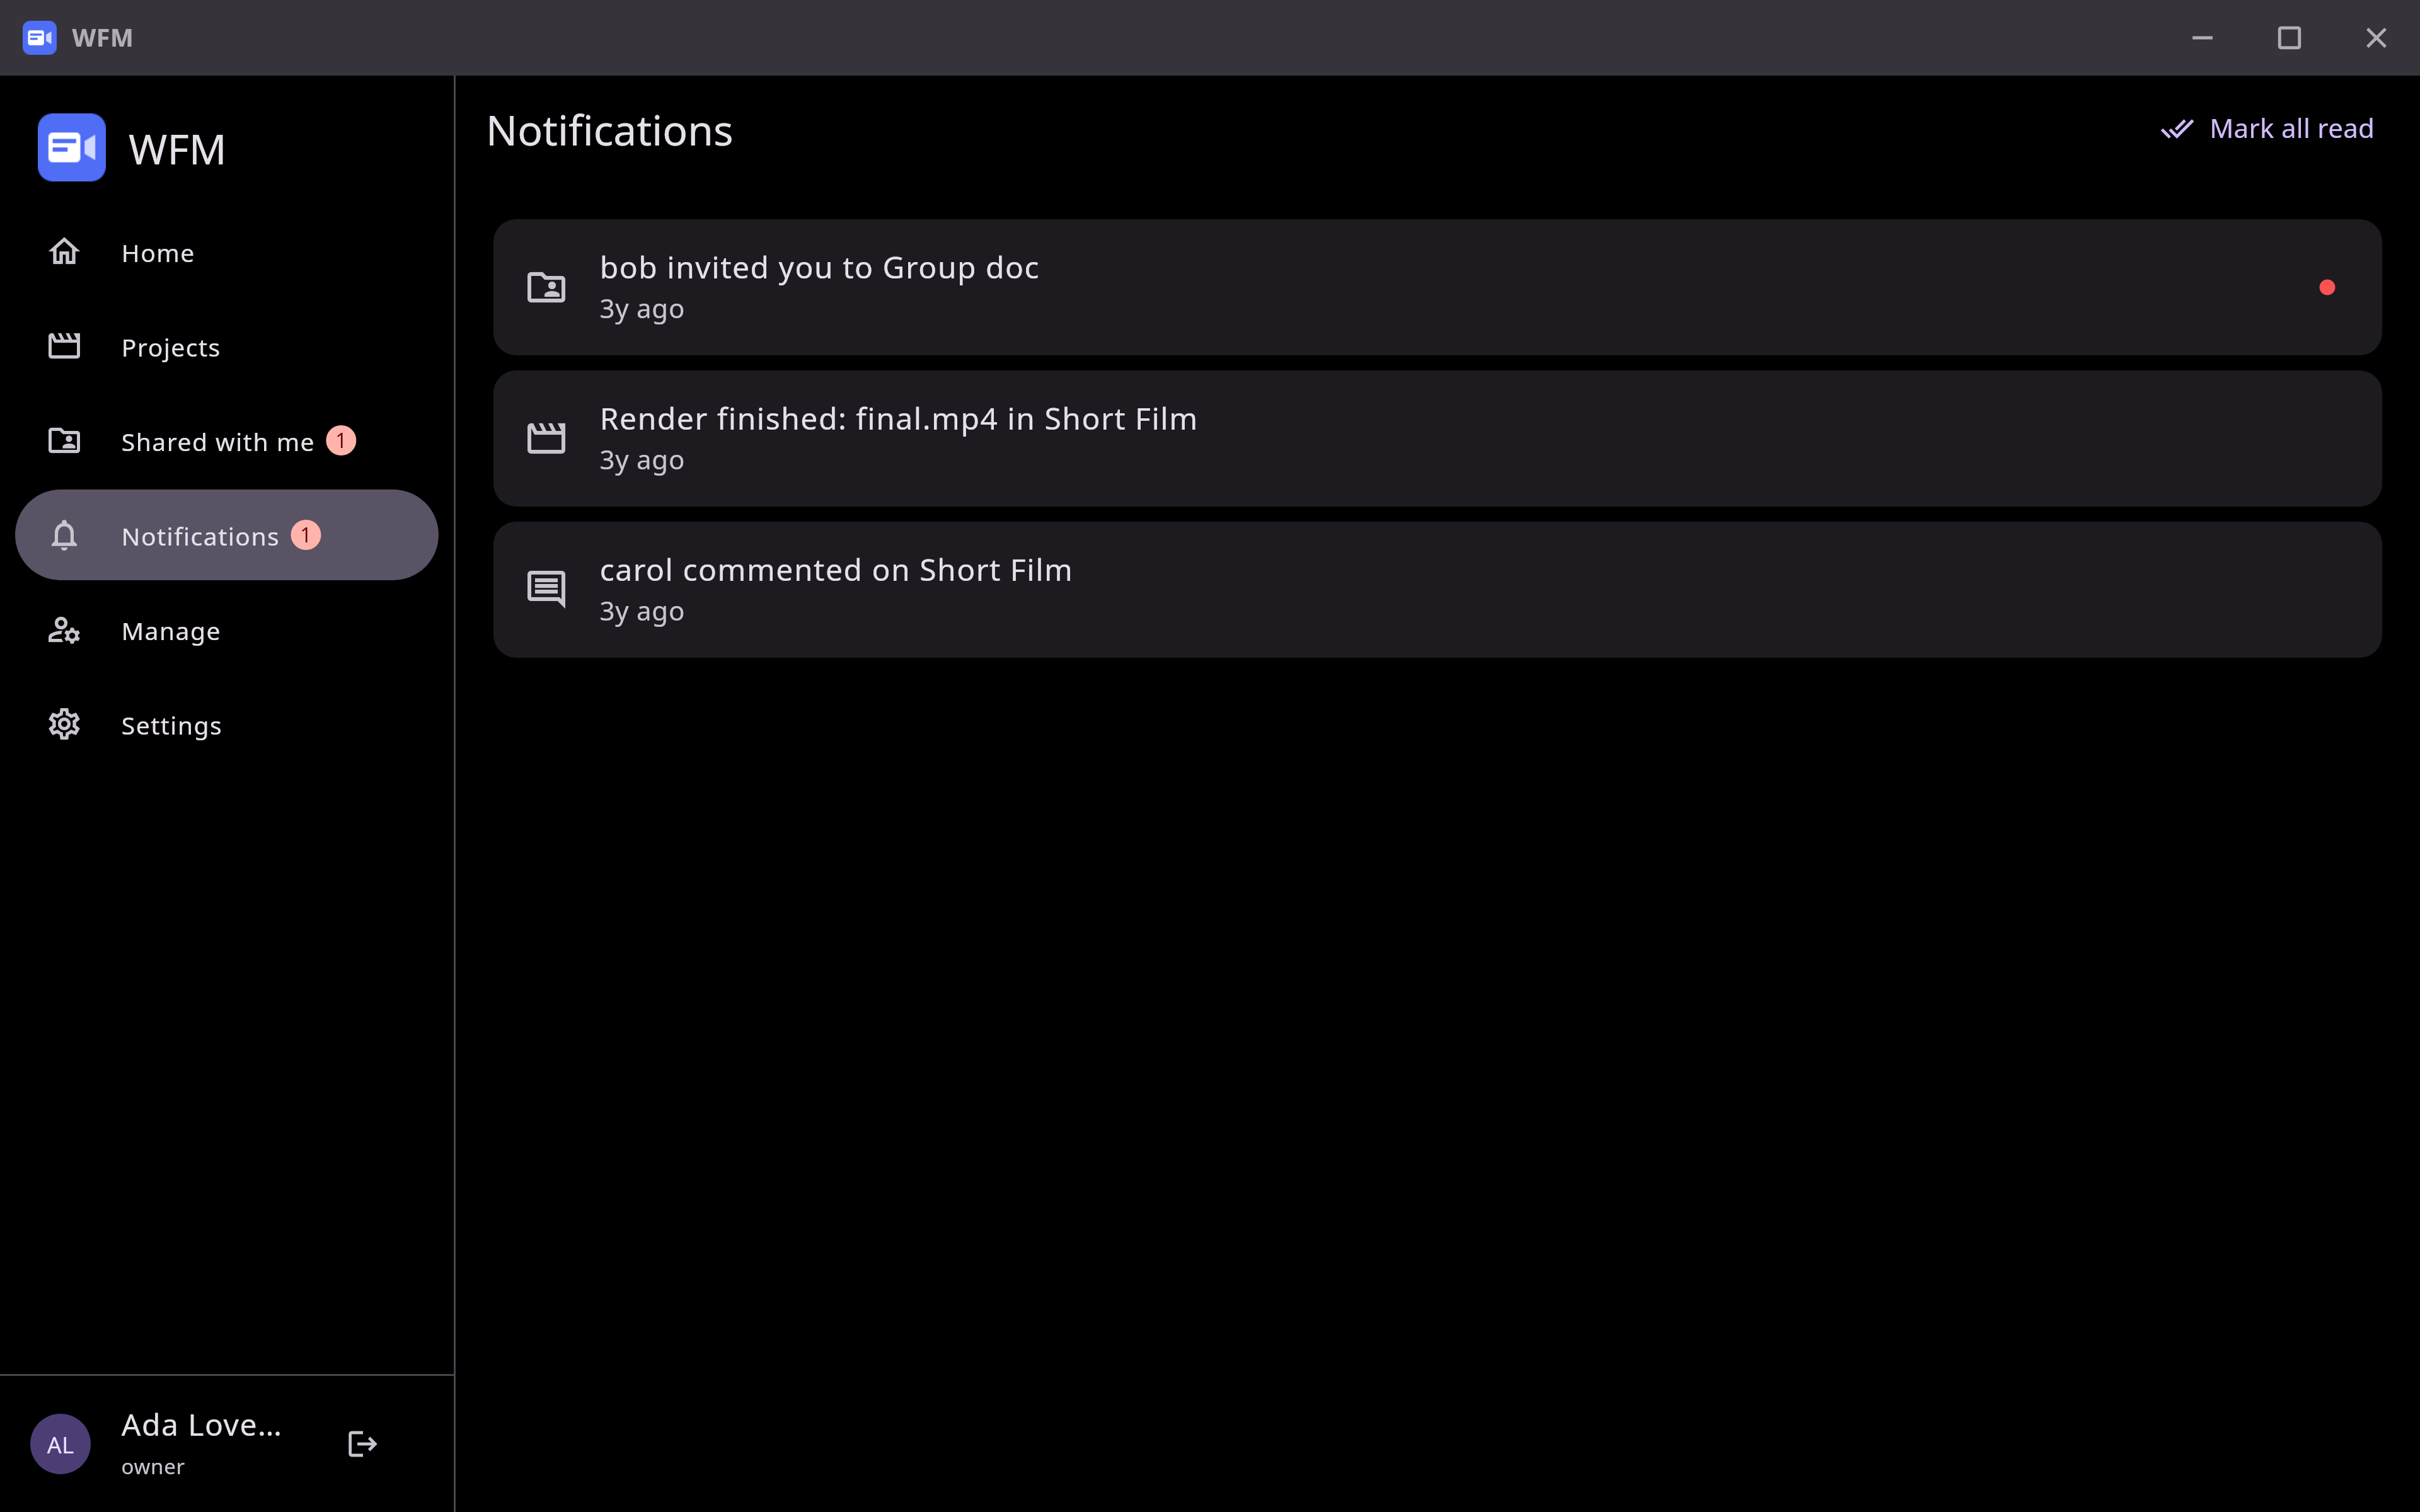 WFM
WFM
Home
Projects
Shared with me 1
Notifications 1
Manage
Settings
Ada Love...
AL
owner
Notifications
Mark all read
bob invited you to Group doc
3y ago
Render finished: final.mp4 in Short Film
3y ago
carol commented on Short Film
3y ago